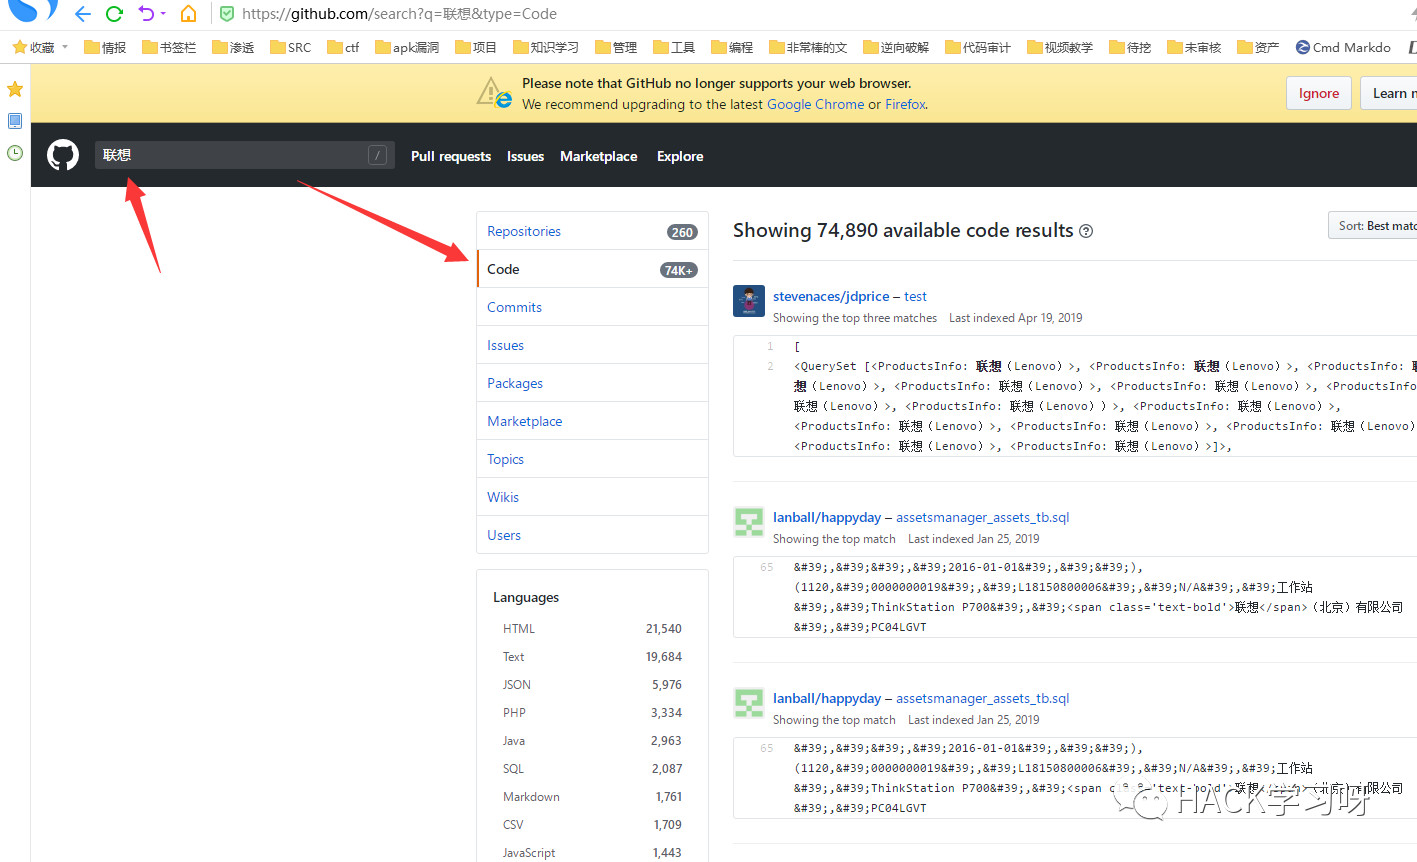 https://github.com/search?q=联想&type=Code
收藏 情报 书签栏 渗透 SRC ctf apk漏洞 项目 知识学习 管理 工具 编程 非常棒的文 逆向破解 代码审计 视频教学 待挖 未审核 资产 Cmd Markdo
Please note that GitHub no longer supports your web browser.
We recommend upgrading to the latest Google Chrome or Firefox.
Ignore
Learn
联想 /
Pull requests Issues Marketplace Explore
Repositories 260
Code 74K+
Commits
Issues
Packages
Marketplace
Topics
Wikis
Users
Languages
HTML 21,540
Text 19,684
JSON 5,976
PHP 3,334
Java 2,963
SQL 2,087
Markdown 1,761
CSV 1,709
JavaScript 1,443
Showing 74,890 available code results
Sort: Best matc
stevenaces/jdprice – test
Showing the top three matches Last indexed Apr 19, 2019
1 [
2 <QuerySet [<ProductsInfo: 联想（Lenovo）>, <ProductsInfo: 联想（Lenovo）>, <ProductsInfo: 联
想（Lenovo）>, <ProductsInfo: 联想（Lenovo）>, <ProductsInfo: 联想（Lenovo）>, <ProductsInfo
联想（Lenovo）>, <ProductsInfo: 联想（Lenovo））>, <ProductsInfo: 联想（Lenovo）>,
<ProductsInfo: 联想（Lenovo）>, <ProductsInfo: 联想（Lenovo）>, <ProductsInfo: 联想（Lenovo）
<ProductsInfo: 联想（Lenovo）>, <ProductsInfo: 联想（Lenovo）>]>,
lanball/happyday – assetsmanager_assets_tb.sql
Showing the top match Last indexed Jan 25, 2019
65 &#39;,&#39;&#39;,&#39;2016-01-01&#39;,&#39;&#39;),
(1120,&#39;0000000019&#39;,&#39;L18150800006&#39;,&#39;N/A&#39;,&#39;工作站
&#39;,&#39;ThinkStation P700&#39;,&#39;<span class='text-bold'>联想</span>（北京）有限公司
&#39;,&#39;PC04LGVT
lanball/happyday – assetsmanager_assets_tb.sql
Showing the top match Last indexed Jan 25, 2019
65 &#39;,&#39;&#39;,&#39;2016-01-01&#39;,&#39;&#39;),
(1120,&#39;0000000019&#39;,&#39;L18150800006&#39;,&#39;N/A&#39;,&#39;工作站
&#39;,&#39;ThinkStation P700&#39;,&#39;<span class='text-bold'>联想</span>（北京）有限公司
&#39;,&#39;PC04LGVT
HACK学习呀